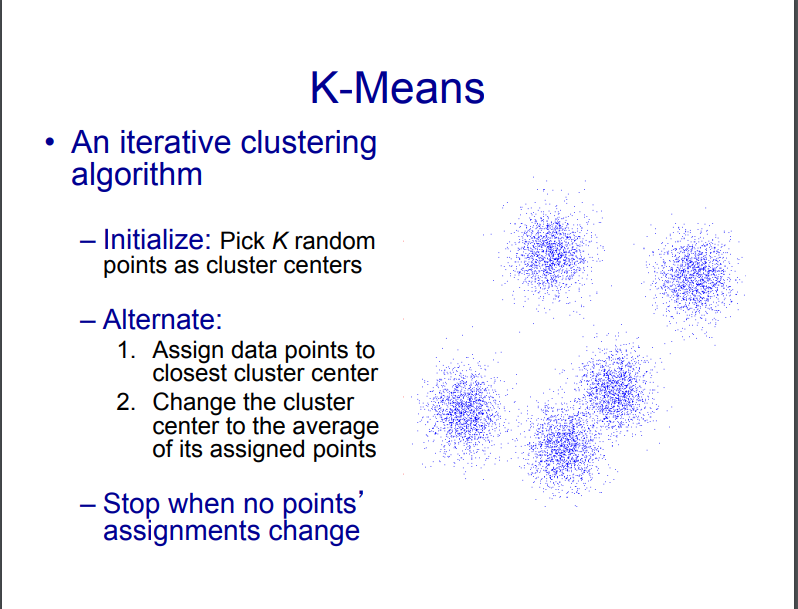 K-Means
• An iterative clustering
algorithm
– Initialize: Pick K random
points as cluster centers
– Alternate:
1. Assign data points to
closest cluster center
2. Change the cluster
center to the average
of its assigned points
– Stop when no points’
assignments change